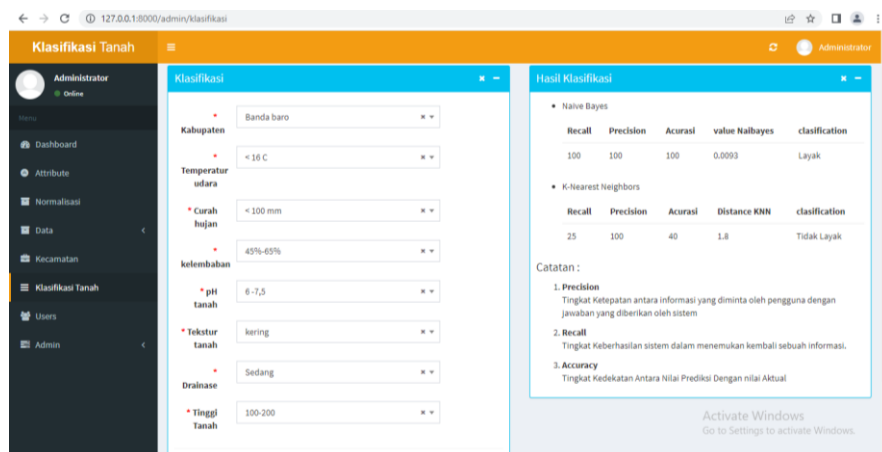 127.0.0.1:8000/admin/klasifikasi
Klasifikasi Tanah
Administrator
Administrator
Online
Menu
Dashboard
Attribute
Normalisasi
Data
Kecamatan
Klasifikasi Tanah
Users
Admin
Klasifikasi
* Kabupaten
Banda baro
* Temperatur
udara
< 16 C
* Curah
hujan
< 100 mm
* kelembaban
45%-65%
* pH
tanah
6 -7,5
* Tekstur
tanah
kering
* Drainase
Sedang
* Tinggi
Tanah
100-200
Hasil Klasifikasi
Naive Bayes
Recall Precision Acurasi value Naibayes clasification
100 100 100 0.0093 Layak
K-Nearest Neighbors
Recall Precision Acurasi Distance KNN clasification
25 100 40 1.8 Tidak Layak
Catatan :
1. Precision
Tingkat Ketepatan antara informasi yang diminta oleh pengguna dengan
jawaban yang diberikan oleh sistem
2. Recall
Tingkat Keberhasilan sistem dalam menemukan kembali sebuah informasi.
3. Accuracy
Tingkat Kedekatan Antara Nilai Prediksi Dengan nilai Aktual
Activate Windows
Go to Settings to activate Windows.